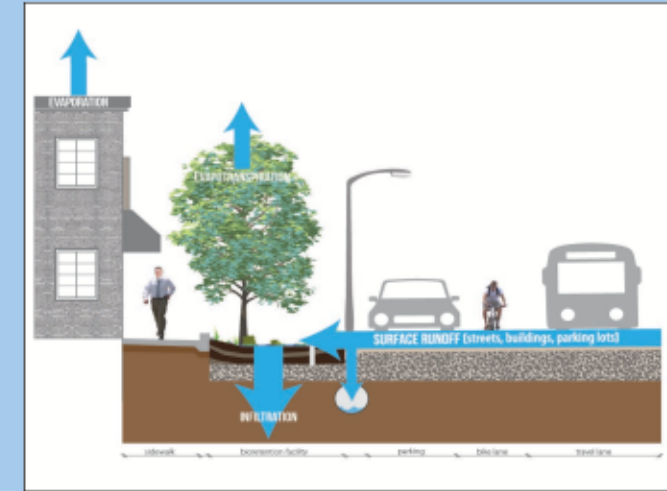 EVAPORATION
EVAPOTRANSPIRATION
SURFACE RUNOFF (streets, buildings, parking lots)
INFILTRATION
sidewalk bioretention facility parking bike lane travel lane